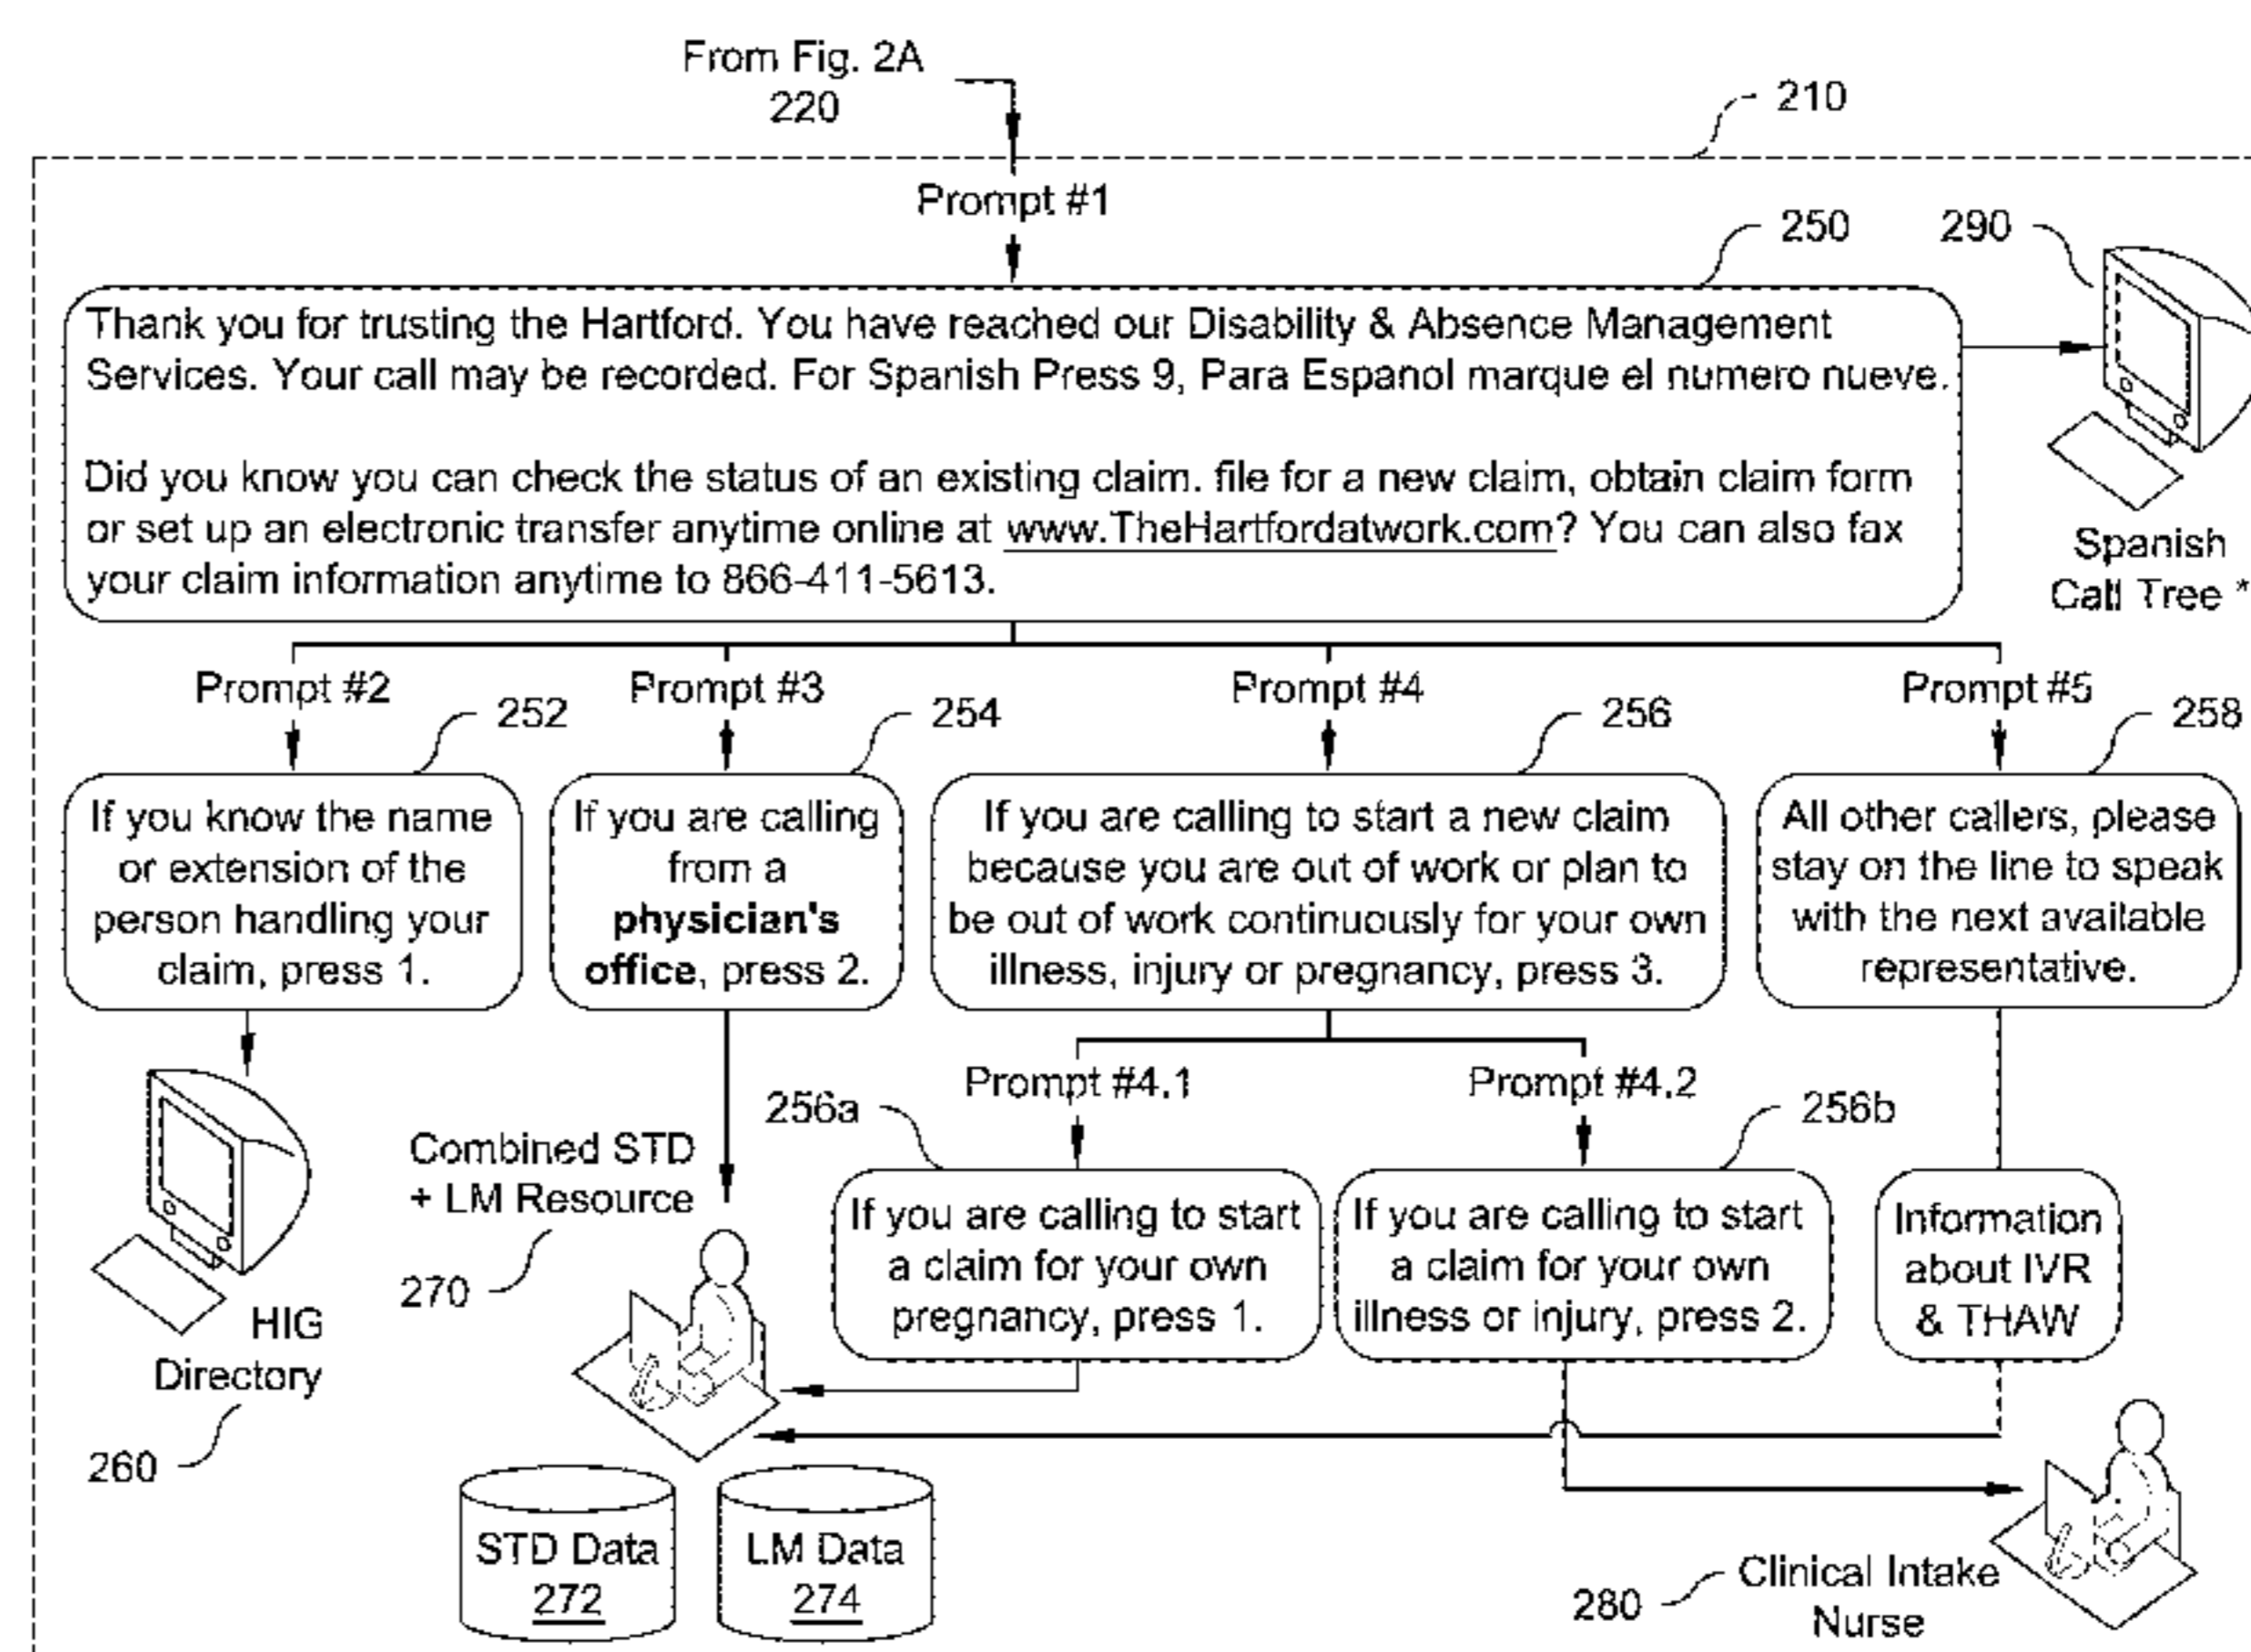 From Fig. 2A
220
210
Prompt #1
250
290
Thank you for trusting the Hartford. You have reached our Disability & Absence Management
Services. Your call may be recorded. For Spanish Press 9, Para Espanol marque el numero nueve.
Did you know you can check the status of an existing claim. file for a new claim, obtain claim form
or set up an electronic transfer anytime online at www.TheHartfordatwork.com? You can also fax
your claim information anytime to 866-411-5613.
Spanish
Call Tree *
Prompt #2
252
Prompt #3
254
Prompt #4
256
Prompt #5
258
If you know the name
or extension of the
person handling your
claim, press 1.
If you are calling
from a
physician's
office, press 2.
If you are calling to start a new claim
because you are out of work or plan to
be out of work continuously for your own
illness, injury or pregnancy, press 3.
All other callers, please
stay on the line to speak
with the next available
representative.
Prompt #4.1
256a
Prompt #4.2
256b
Combined STD
+ LM Resource
270
If you are calling to start
a claim for your own
pregnancy, press 1.
If you are calling to start
a claim for your own
illness or injury, press 2.
Information
about IVR
& THAW
HIG
Directory
260
STD Data
272
LM Data
274
280
Clinical Intake
Nurse